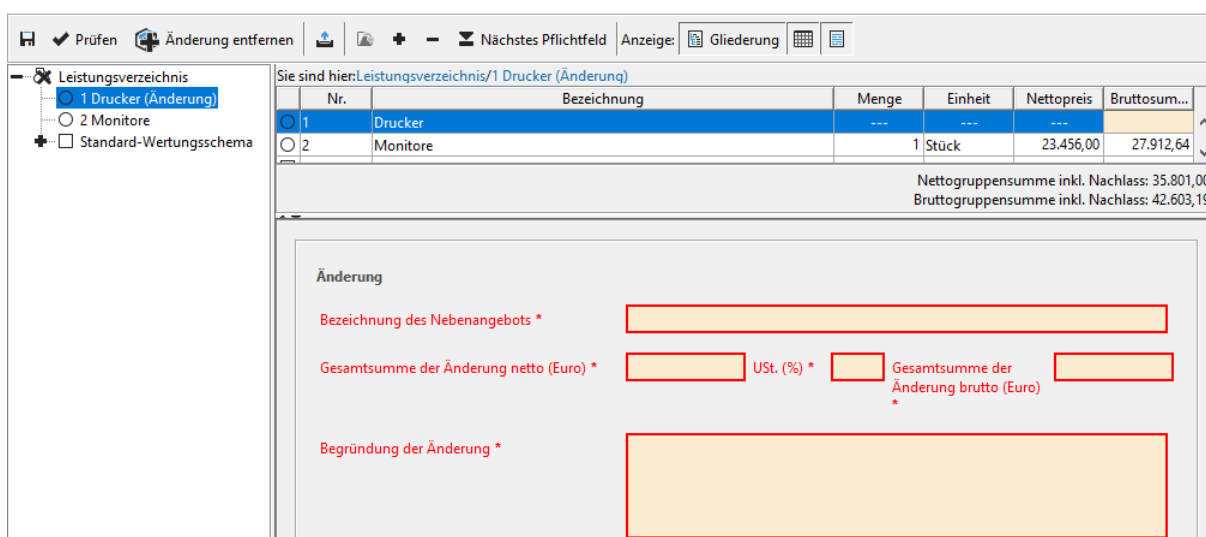 Prüfen Änderung entfernen Nächstes Pflichtfeld Anzeige: Gliederung
Leistungsverzeichnis
1 Drucker (Änderung)
2 Monitore
Standard-Wertungsschema
Sie sind hier:Leistungsverzeichnis/1 Drucker (Änderung)
Nr. Bezeichnung Menge Einheit Nettopreis Bruttosum...
1 Drucker --- --- ---
2 Monitore 1 Stück 23.456,00 27.912,64
Nettogruppensumme inkl. Nachlass: 35.801,00
Bruttogruppensumme inkl. Nachlass: 42.603,19
Änderung
Bezeichnung des Nebenangebots *
Gesamtsumme der Änderung netto (Euro) * USt. (%) * Gesamtsumme der
Änderung brutto (Euro)
*
Begründung der Änderung *